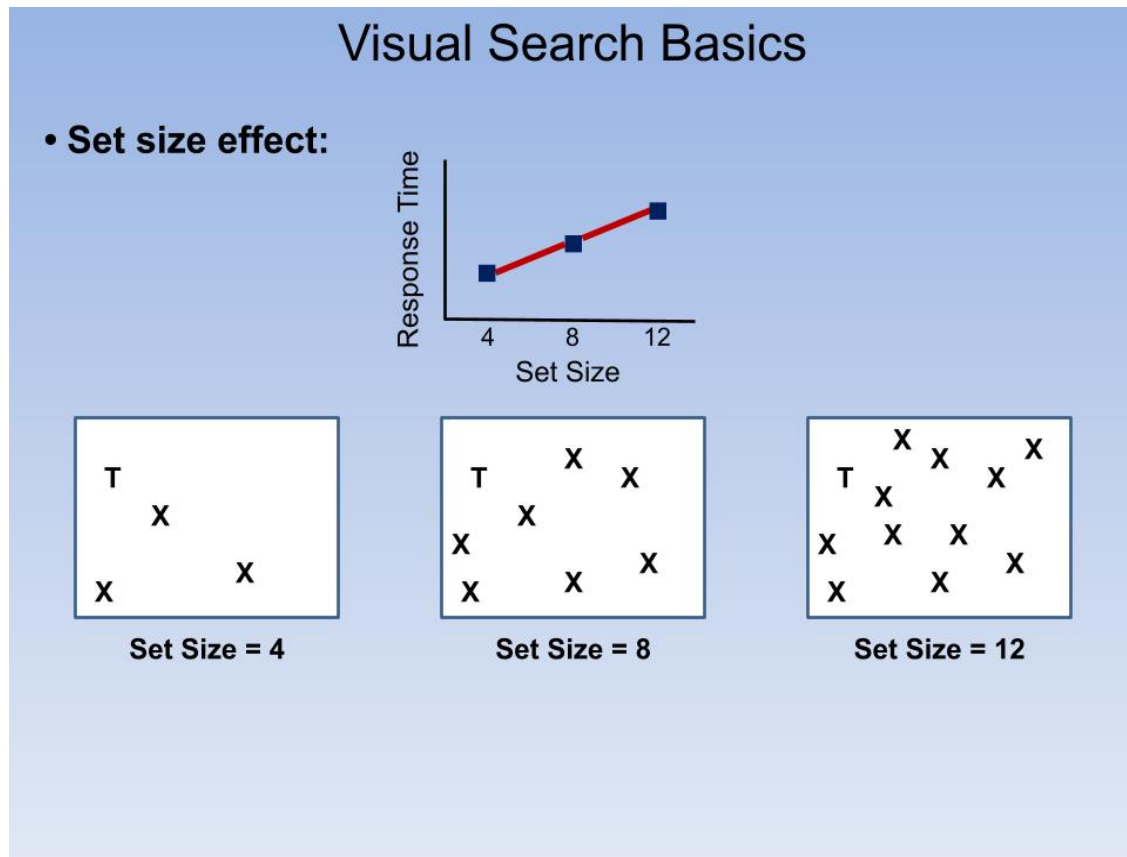 Visual Search Basics
• Set size effect:
Response Time
4 8 12
Set Size
T
X
X
X
X
T
X
X
X
X
X
X
X
X
X
X
T
X
X
X
X
X
X
X
X
Set Size = 4
Set Size = 8
Set Size = 12